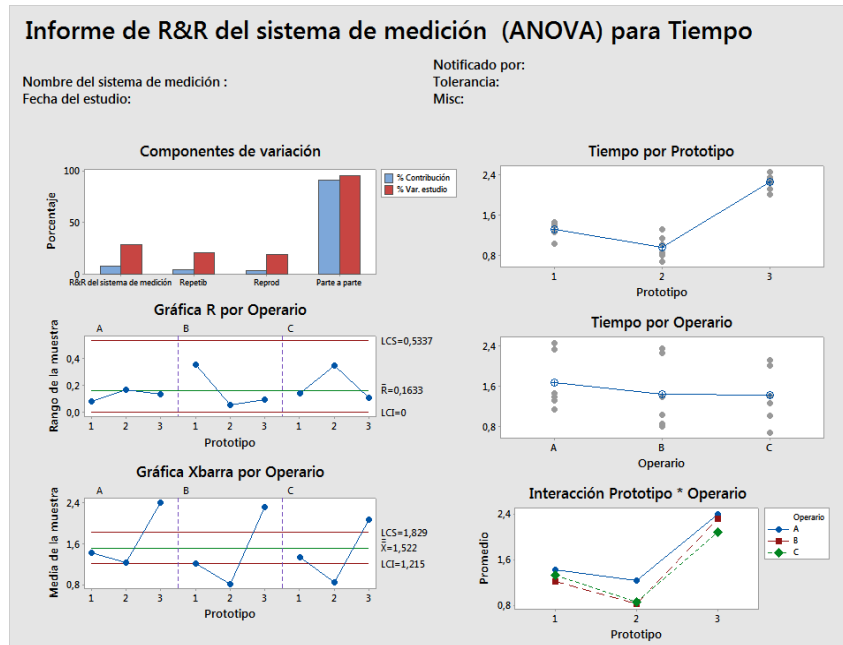 Informe de R&R del sistema de medición (ANOVA) para Tiempo
Nombre del sistema de medición :
Fecha del estudio:
Notificado por:
Tolerancia:
Misc:
Componentes de variación
100
50
0
Porcentaje
R&R del sistema de medición
Repetib
Reprod
Parte a parte
% Contribución
% Var. estudio
Gráfica R por Operario
A B C
0,4
0,2
0,0
Rango de la muestra
LCS=0,5337
R̄=0,1633
LCI=0
1 2 3 1 2 3 1 2 3
Prototipo
Gráfica Xbarra por Operario
A B C
2,4
1,6
0,8
Media de la muestra
LCS=1,829
X̿=1,522
LCI=1,215
1 2 3 1 2 3 1 2 3
Prototipo
Tiempo por Prototipo
2,4
1,6
0,8
1 2 3
Prototipo
Tiempo por Operario
2,4
1,6
0,8
A B C
Operario
Interacción Prototipo * Operario
2,4
1,6
0,8
Promedio
1 2 3
Prototipo
Operario
A
B
C